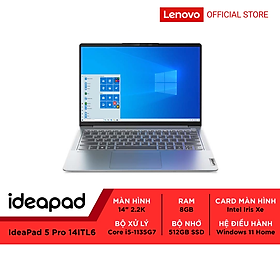 Lenovo OFFICIAL STORE
ideapad
IdeaPad 5 Pro 14ITL6
MÀN HÌNH
14" 2.2K
RAM
8GB
CARD MÀN HÌNH
Intel Iris Xe
BỘ XỬ LÝ
Core i5-1135G7
BỘ NHỚ
512GB SSD
HỆ ĐIỀU HÀNH
Windows 11 Home